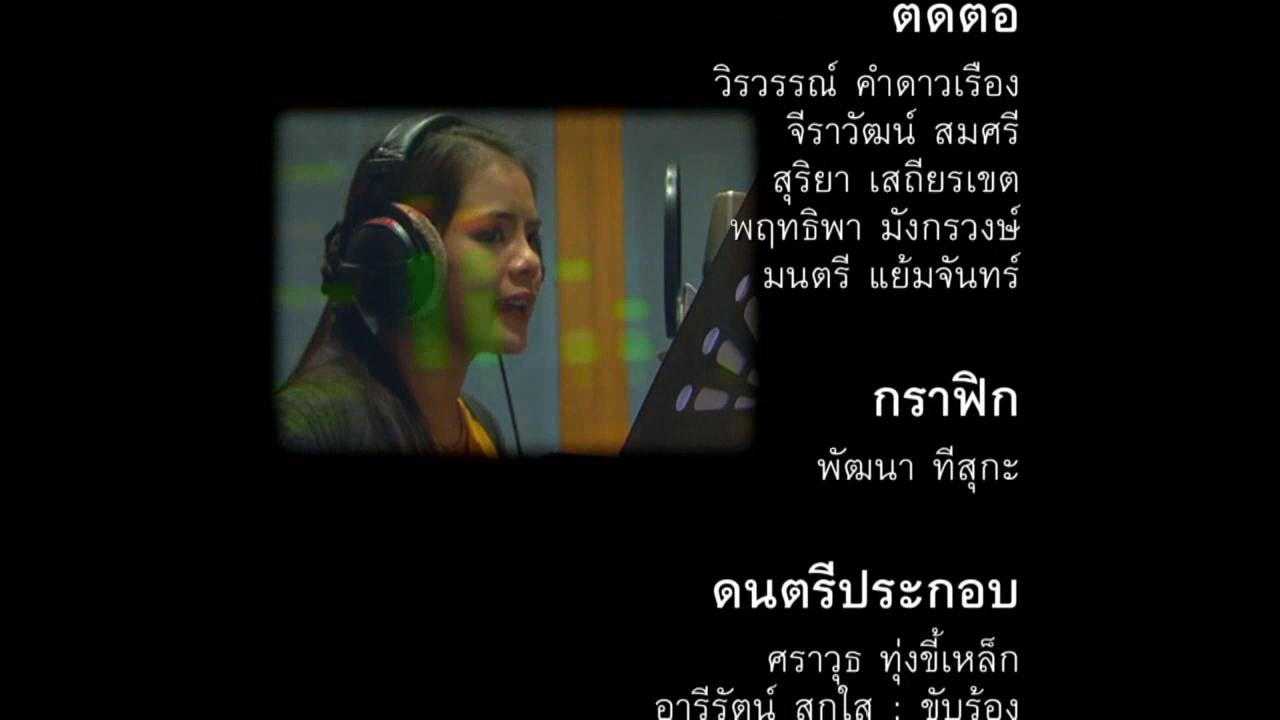 ตัดต่อ
วิรวรรณ์ คำดาวเรือง
จีราวัฒน์ สมศรี
สุริยา เสถียรเขต
พฤทธิพา มังกรวงษ์
มนตรี แย้มจันทร์
กราฟิก
พัฒนา ทีสุกะ
ดนตรีประกอบ
ศราวุธ ทุ่งขี้เหล็ก
อารีรัตน์ สุกใส : ขับร้อง